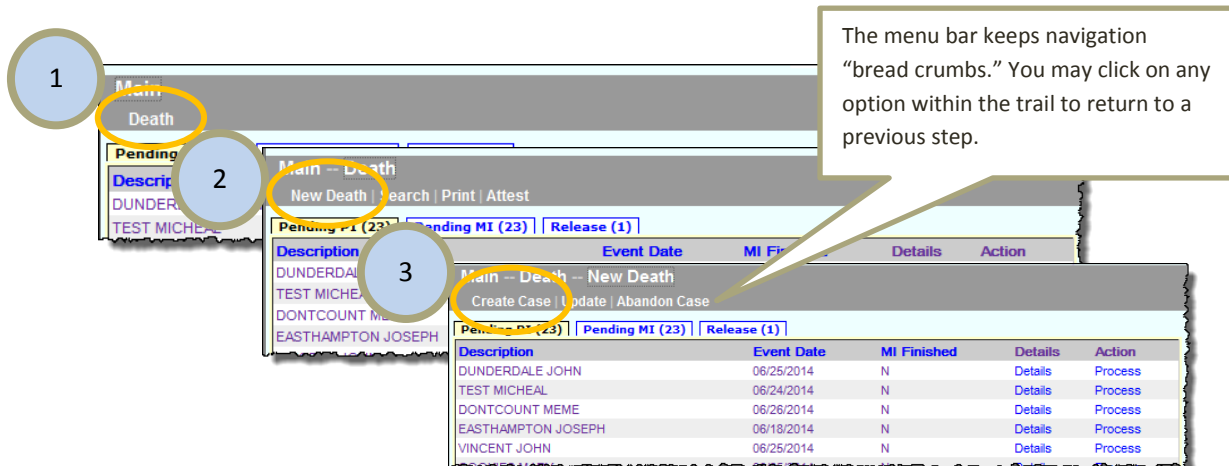 The menu bar keeps navigation
“bread crumbs.” You may click on any
option within the trail to return to a
previous step.
1
Main
Death
Pending
Descrip
DUNDER
TEST MICHEAL
2
Main -- Death
New Death | Search | Print | Attest
Pending PI (23) Pending MI (23) Release (1)
Description Event Date MI Details Action
DUNDERDAL
TEST MICHEA
DONTCOUNT ME
EASTHAMPTON JOSEPH
3
Main -- Death -- New Death
Create Case | Update | Abandon Case
Pending PI (23) Pending MI (23) Release (1)
Description Event Date MI Finished Details Action
DUNDERDALE JOHN 06/25/2014 N Details Process
TEST MICHEAL 06/24/2014 N Details Process
DONTCOUNT MEME 06/26/2014 N Details Process
EASTHAMPTON JOSEPH 06/18/2014 N Details Process
VINCENT JOHN 06/25/2014 N Details Process